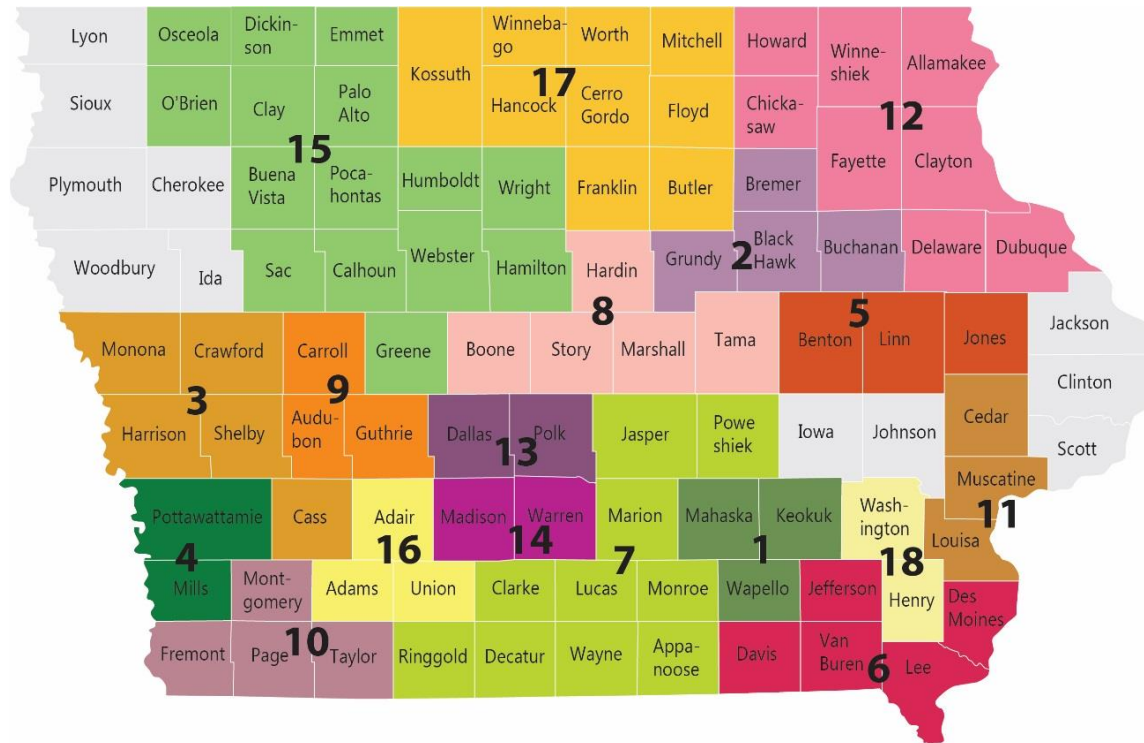 Lyon
Osceola
Dickin-
son
Emmet
Kossuth
Winneba-
go
Worth
Mitchell
Howard
Winne-
shiek
Allamakee
17
Sioux
O'Brien
Clay
Palo
Alto
Hancock
Cerro
Gordo
Floyd
Chicka-
saw
12
15
Plymouth
Cherokee
Buena
Vista
Poca-
hontas
Humboldt
Wright
Franklin
Butler
Bremer
Fayette
Clayton
Woodbury
Ida
Sac
Calhoun
Webster
Hamilton
Hardin
Grundy
2
Black
Hawk
Buchanan
Delaware
Dubuque
8
5
Monona
Crawford
Carroll
Greene
Boone
Story
Marshall
Tama
Benton
Linn
Jones
Jackson
3
9
Clinton
Harrison
Shelby
Audu-
bon
Guthrie
Dallas
13
Polk
Jasper
Powe
shiek
Iowa
Johnson
Cedar
Scott
Pottawattamie
Cass
Adair
Madison
Warren
Marion
Mahaska
Keokuk
Wash-
ington
Muscatine
11
4
16
14
7
1
18
Louisa
Mills
Mont-
gomery
Adams
Union
Clarke
Lucas
Monroe
Wapello
Jefferson
Henry
Des
Moines
10
Fremont
Page
Taylor
Ringgold
Decatur
Wayne
Appa-
noose
Davis
Van
Buren
6
Lee